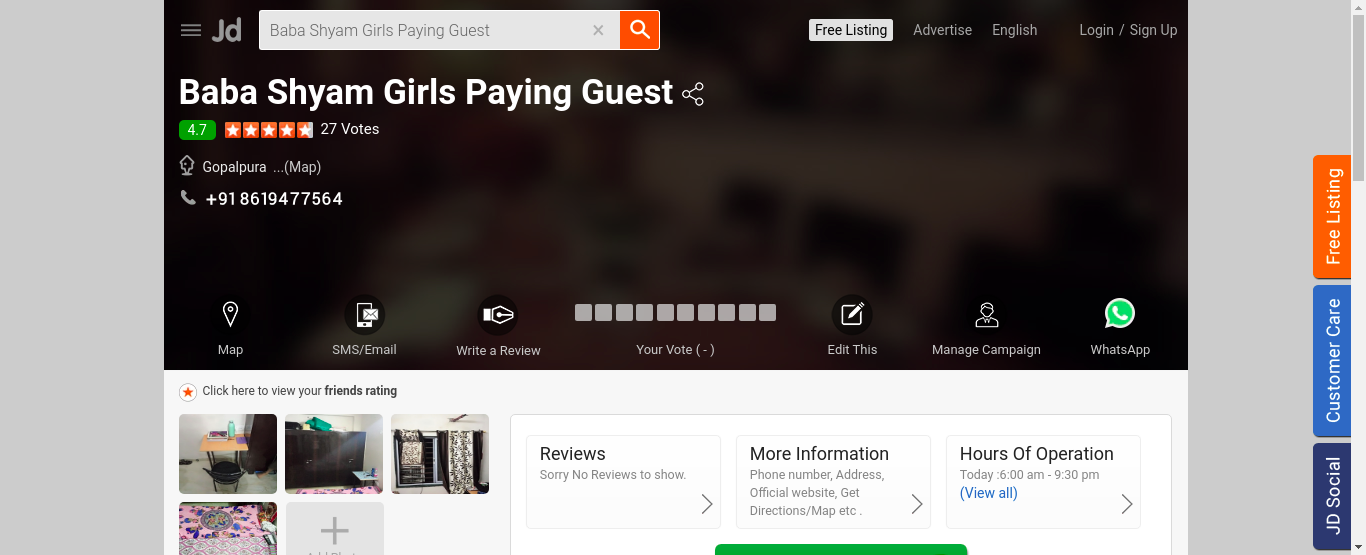 Jd
Baba Shyam Girls Paying Guest
Free Listing
Advertise
English
Login / Sign Up
Baba Shyam Girls Paying Guest
4.7
27 Votes
Gopalpura ...(Map)
+91 8619477564
Map
SMS/Email
Write a Review
Your Vote ( - )
Edit This
Manage Campaign
WhatsApp
Click here to view your friends rating
Reviews
Sorry No Reviews to show.
More Information
Phone number, Address,
Official website, Get
Directions/Map etc .
Hours Of Operation
Today :6:00 am - 9:30 pm
(View all)
Free Listing
Customer Care
JD Social